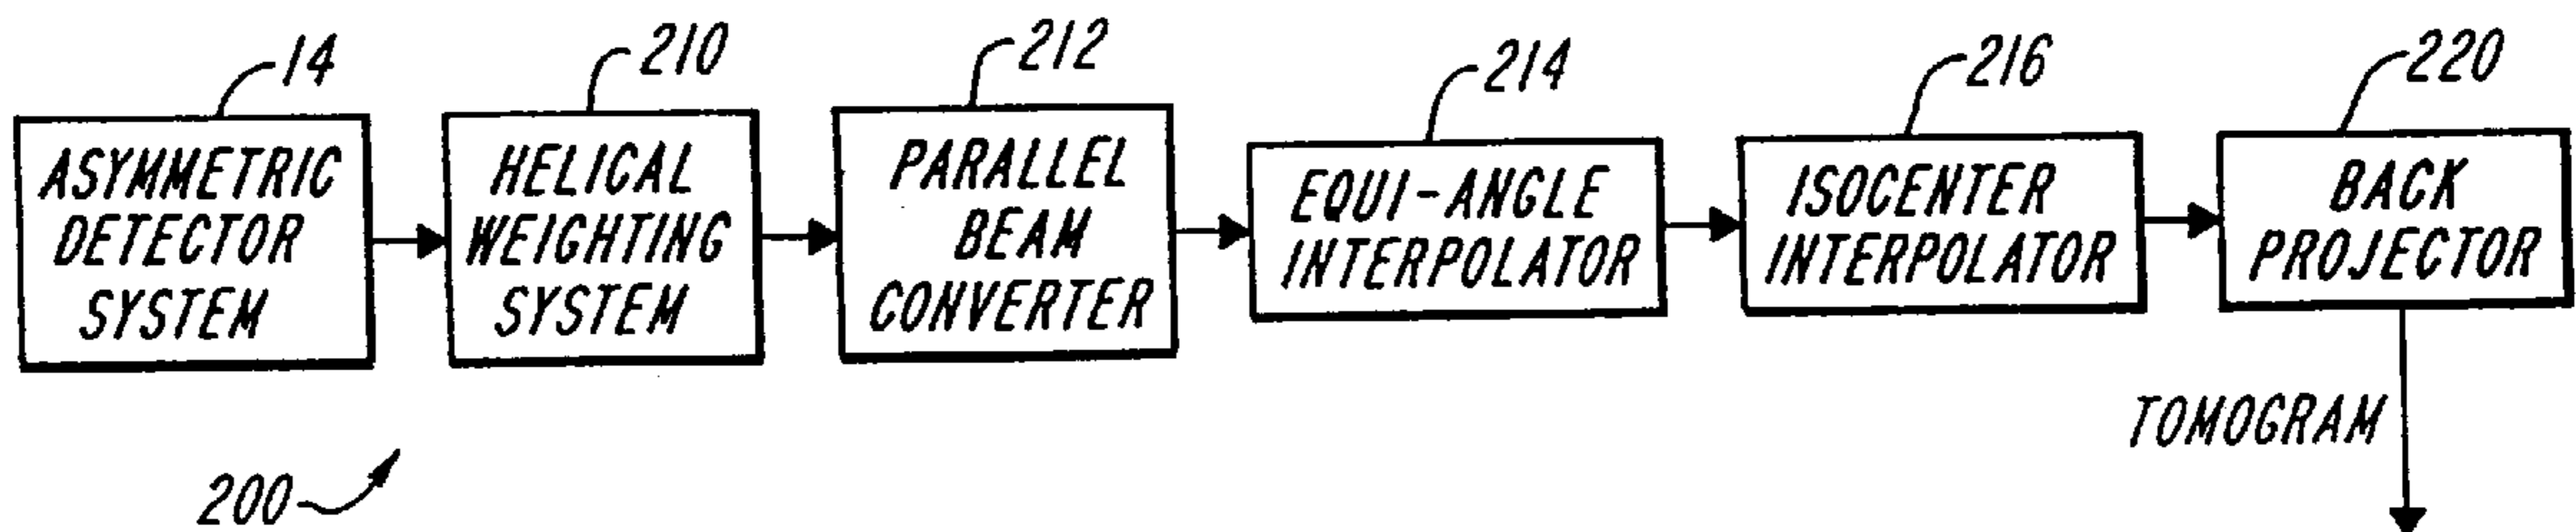 14
210
212
214
216
220
ASYMMETRIC
DETECTOR
SYSTEM
HELICAL
WEIGHTING
SYSTEM
PARALLEL
BEAM
CONVERTER
EQUI-ANGLE
INTERPOLATOR
ISOCENTER
INTERPOLATOR
BACK
PROJECTOR
TOMOGRAM
200